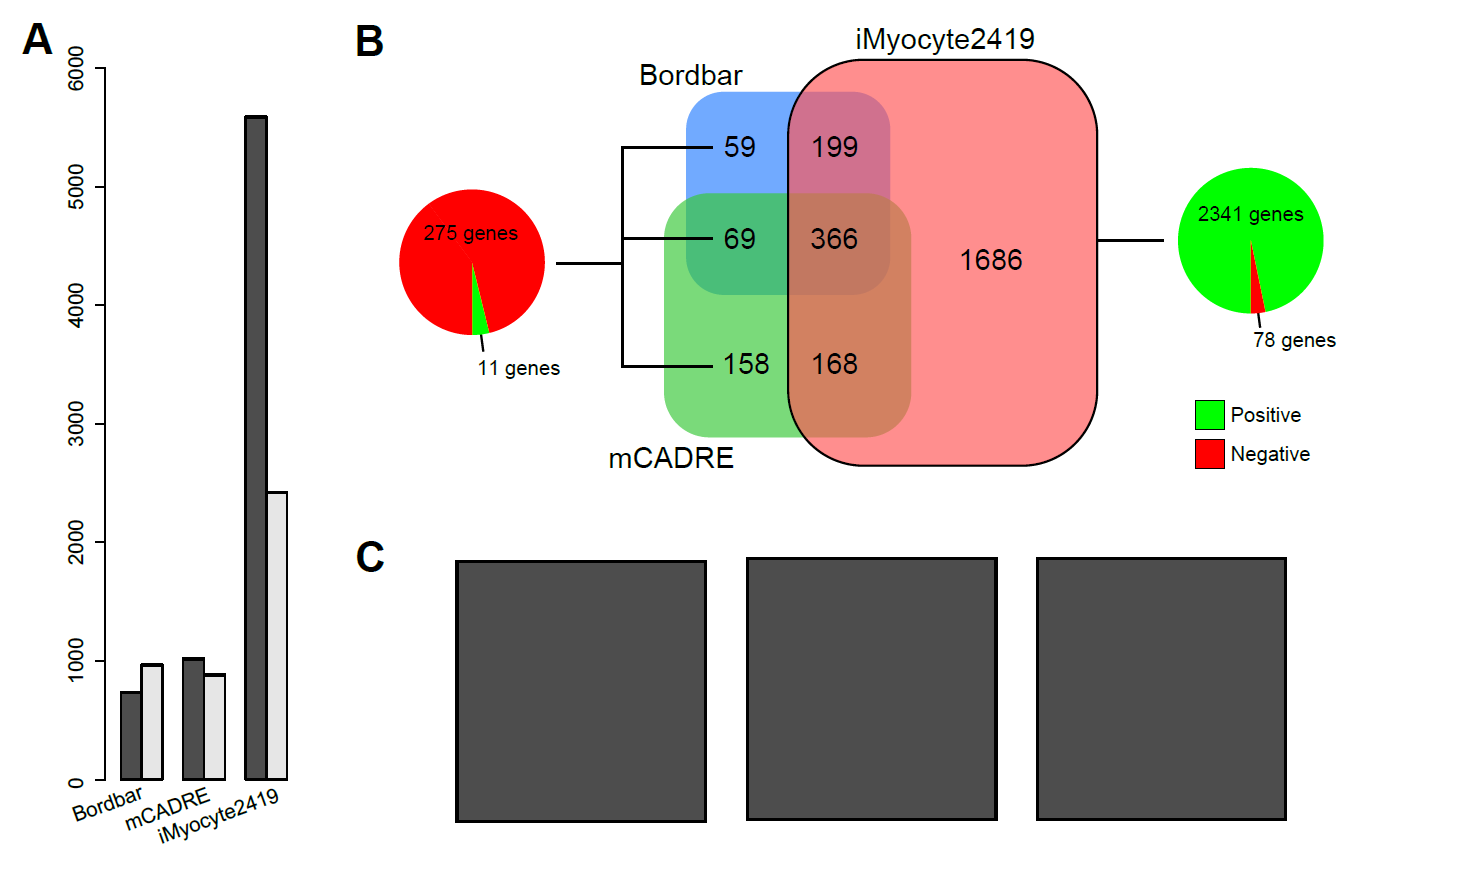 A
6000
5000
4000
3000
2000
1000
0
Bordbar
mCADRE
iMyocyte2419
B
iMyocyte2419
Bordbar
59
199
69
366
158
168
1686
mCADRE
275 genes
11 genes
2341 genes
78 genes
Positive
Negative
C